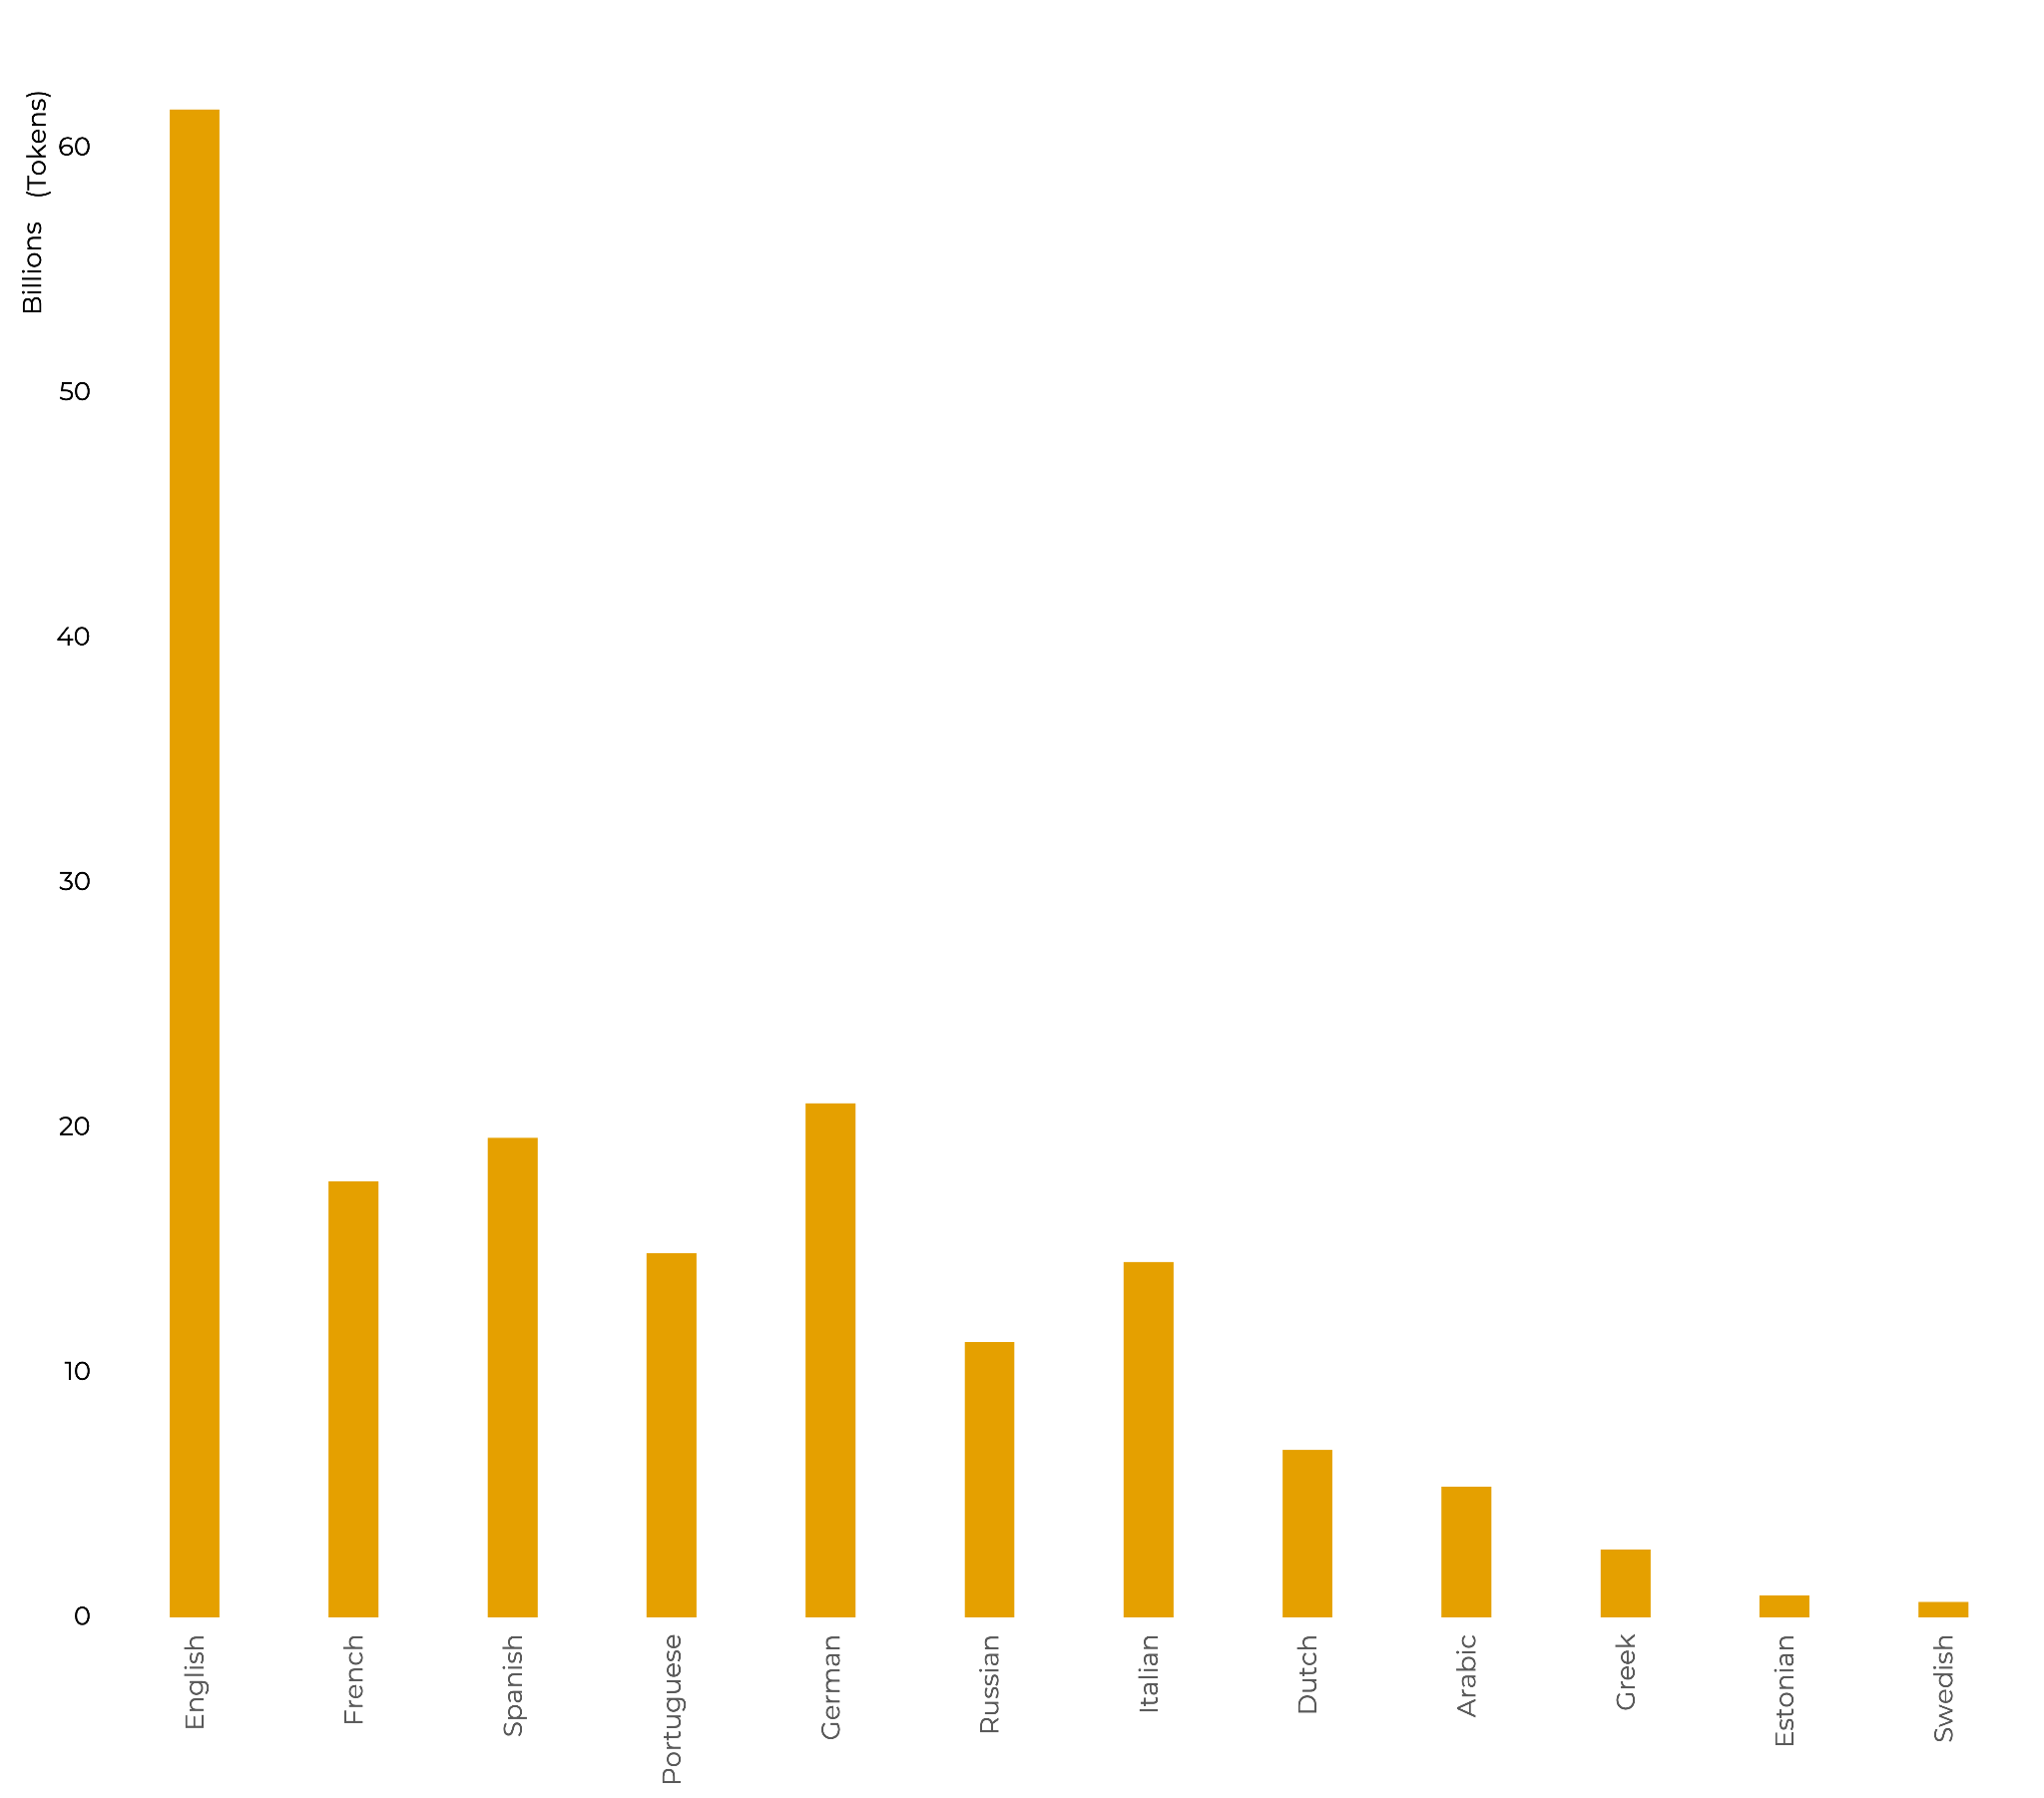 Billions (Tokens)
60
50
40
30
20
10
0
English
French
Spanish
Portuguese
German
Russian
Italian
Dutch
Arabic
Greek
Estonian
Swedish